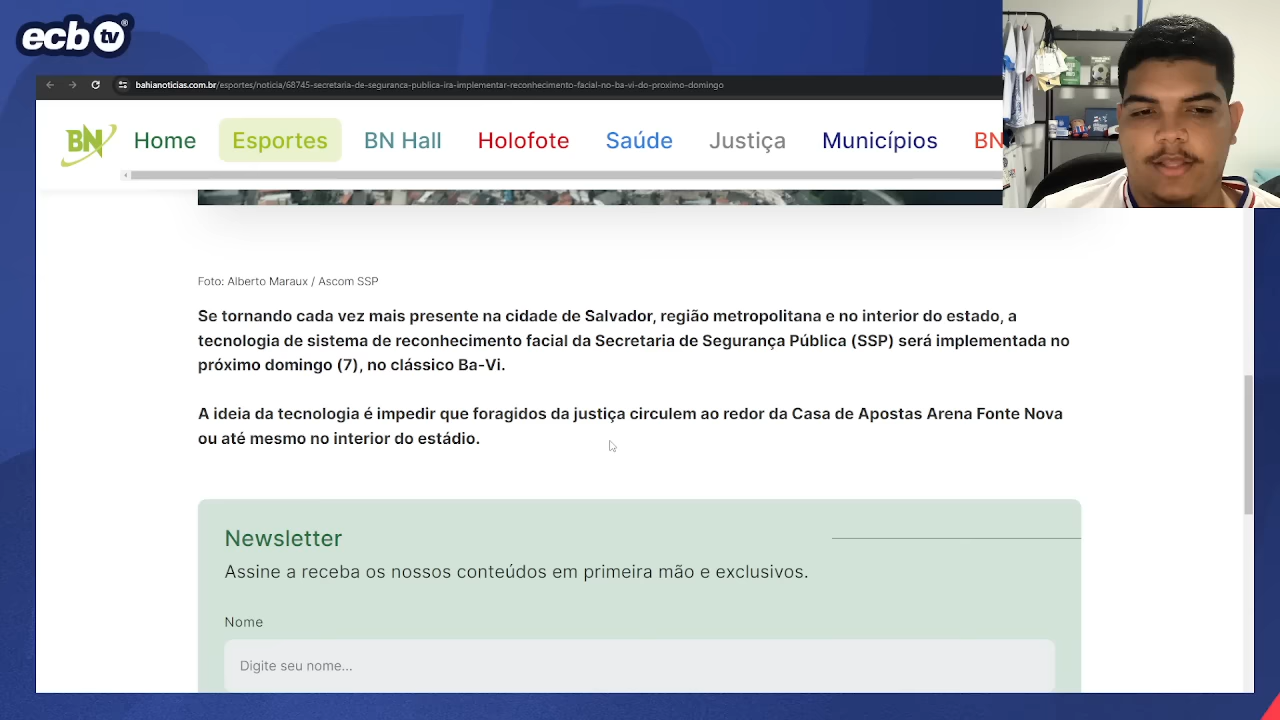 ecb tv®
bahianoticias.com.br/esportes/noticia/68745-secretaria-de-seguranca-publica-ira-implementar-reconhecimento-facial-no-ba-vi-do-proximo-domingo
BN Home Esportes BN Hall Holofote Saúde Justiça Municípios BN
Foto: Alberto Maraux / Ascom SSP
Se tornando cada vez mais presente na cidade de Salvador, região metropolitana e no interior do estado, a
tecnologia de sistema de reconhecimento facial da Secretaria de Segurança Pública (SSP) será implementada no
próximo domingo (7), no clássico Ba-Vi.
A ideia da tecnologia é impedir que foragidos da justiça circulem ao redor da Casa de Apostas Arena Fonte Nova
ou até mesmo no interior do estádio.
Newsletter
Assine a receba os nossos conteúdos em primeira mão e exclusivos.
Nome
Digite seu nome...